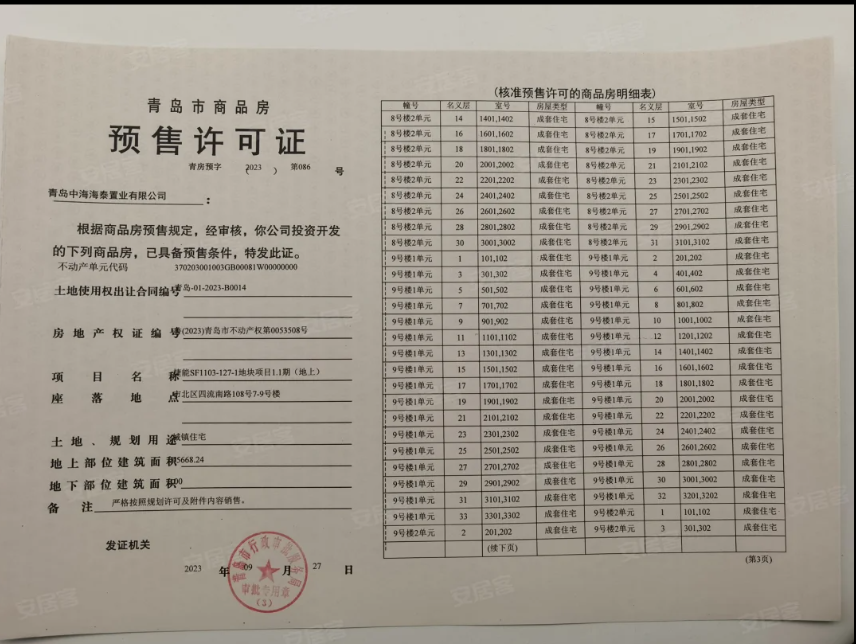 青岛市商品房
预售许可证
青房预字 ( 2023 ) 第086 号
青岛中海海泰置业有限公司 :
根据商品房预售规定，经审核，你公司投资开发
的下列商品房，已具备预售条件，特发此证。
不动产单元代码 370203001003GB00081W00000000
土地使用权出让合同编号 青岛-01-2023-B0014
房地产权证编号 (2023)青岛市不动产权第0053508号
项目名称 能SF1103-127-1地块项目1.1期（地上）
座落地点 市北区四流南路108号7-9号楼
土地、规划用途 城镇住宅
地上部位建筑面积 5668.24
地下部位建筑面积
备注 严格按照规划许可及附件内容销售。
发证机关
2023 年 09 月 27 日
青岛市行政审批服务局
审批专用章
(3)
(核准预售许可的商品房明细表)
幢号 名义层 室号 房屋类型 幢号 名义层 室号 房屋类型
8号楼2单元 14 1401,1402 成套住宅 8号楼2单元 15 1501,1502 成套住宅
8号楼2单元 16 1601,1602 成套住宅 8号楼2单元 17 1701,1702 成套住宅
8号楼2单元 18 1801,1802 成套住宅 8号楼2单元 19 1901,1902 成套住宅
8号楼2单元 20 2001,2002 成套住宅 8号楼2单元 21 2101,2102 成套住宅
8号楼2单元 22 2201,2202 成套住宅 8号楼2单元 23 2301,2302 成套住宅
8号楼2单元 24 2401,2402 成套住宅 8号楼2单元 25 2501,2502 成套住宅
8号楼2单元 26 2601,2602 成套住宅 8号楼2单元 27 2701,2702 成套住宅
8号楼2单元 28 2801,2802 成套住宅 8号楼2单元 29 2901,2902 成套住宅
8号楼2单元 30 3001,3002 成套住宅 8号楼2单元 31 3101,3102 成套住宅
9号楼1单元 1 101,102 成套住宅 9号楼1单元 2 201,202 成套住宅
9号楼1单元 3 301,302 成套住宅 9号楼1单元 4 401,402 成套住宅
9号楼1单元 5 501,502 成套住宅 9号楼1单元 6 601,602 成套住宅
9号楼1单元 7 701,702 成套住宅 9号楼1单元 8 801,802 成套住宅
9号楼1单元 9 901,902 成套住宅 9号楼1单元 10 1001,1002 成套住宅
9号楼1单元 11 1101,1102 成套住宅 9号楼1单元 12 1201,1202 成套住宅
9号楼1单元 13 1301,1302 成套住宅 9号楼1单元 14 1401,1402 成套住宅
9号楼1单元 15 1501,1502 成套住宅 9号楼1单元 16 1601,1602 成套住宅
9号楼1单元 17 1701,1702 成套住宅 9号楼1单元 18 1801,1802 成套住宅
9号楼1单元 19 1901,1902 成套住宅 9号楼1单元 20 2001,2002 成套住宅
9号楼1单元 21 2101,2102 成套住宅 9号楼1单元 22 2201,2202 成套住宅
9号楼1单元 23 2301,2302 成套住宅 9号楼1单元 24 2401,2402 成套住宅
9号楼1单元 25 2501,2502 成套住宅 9号楼1单元 26 2601,2602 成套住宅
9号楼1单元 27 2701,2702 成套住宅 9号楼1单元 28 2801,2802 成套住宅
9号楼1单元 29 2901,2902 成套住宅 9号楼1单元 30 3001,3002 成套住宅
9号楼1单元 31 3101,3102 成套住宅 9号楼1单元 32 3201,3202 成套住宅
9号楼1单元 33 3301,3302 成套住宅 9号楼2单元 1 101,102 成套住宅
9号楼2单元 2 201,202 成套住宅 9号楼2单元 3 301,302 成套住宅
(续下页)
(第3页)
安居客